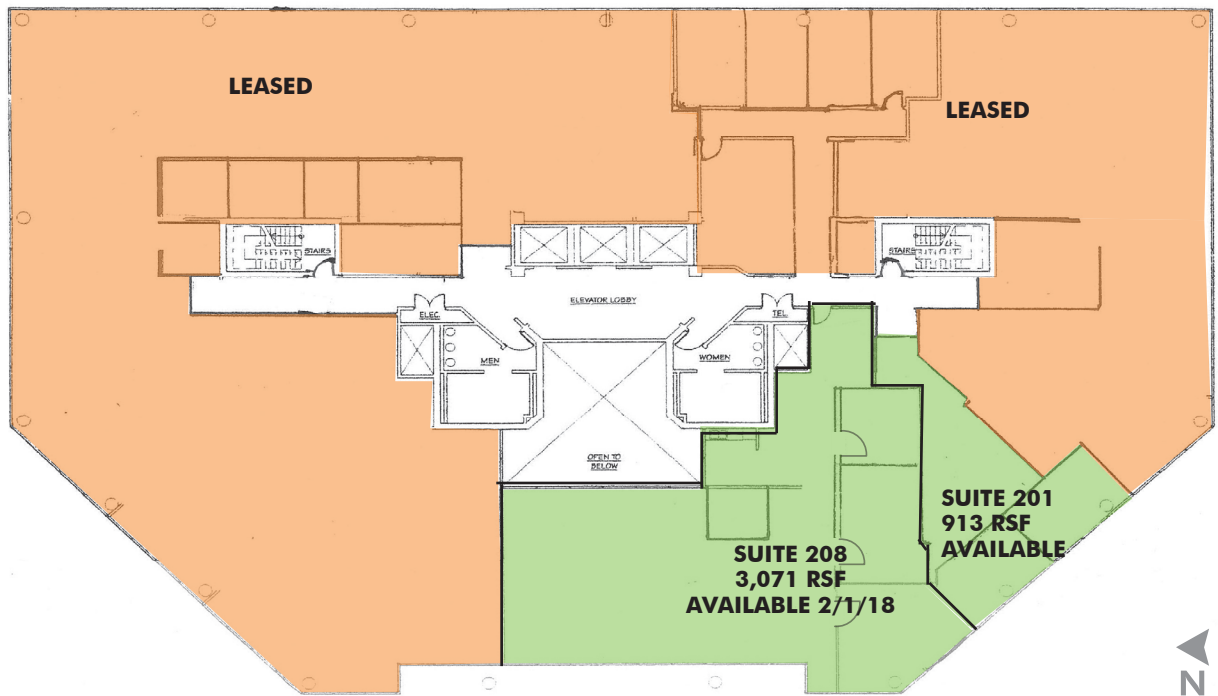 LEASED
LEASED
STAIRS
STAIRS
ELEVATOR LOBBY
ELEC.
TEL.
MEN
WOMEN
OPEN TO
BELOW
SUITE 201
913 RSF
AVAILABLE
SUITE 208
3,071 RSF
AVAILABLE 2/1/18
N